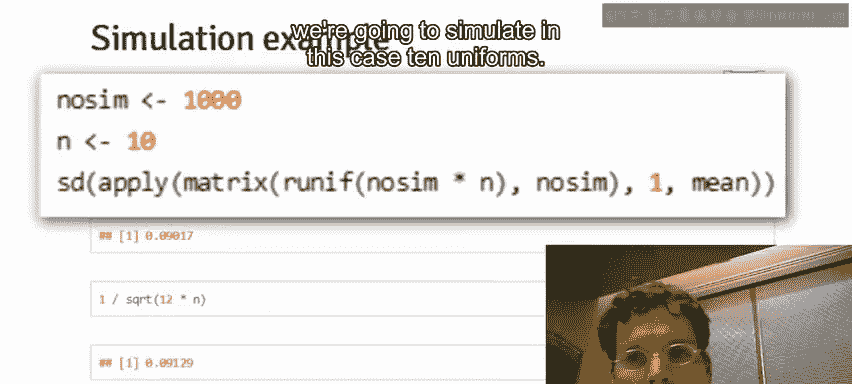 we're going to simulate in
this case ten uniforms.
Simulation example
nosim <- 1000
n <- 10
sd(apply(matrix(runif(nosim * n), nosim), 1, mean))
## [1] 0.09017
1 / sqrt(12 * n)
## [1] 0.09129